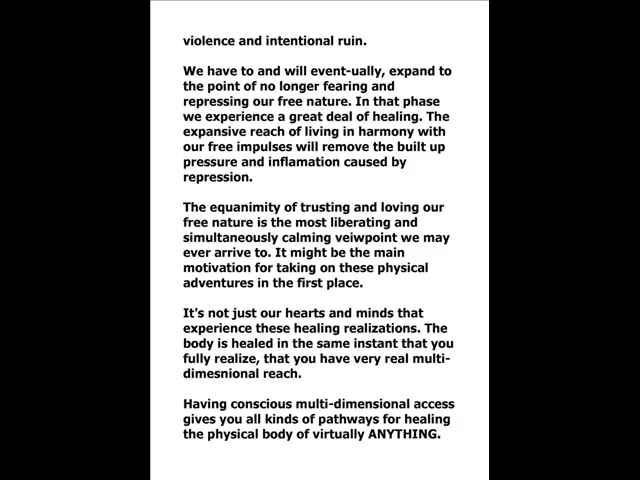 violence and intentional ruin.
We have to and will event-ually, expand to
the point of no longer fearing and
repressing our free nature. In that phase
we experience a great deal of healing. The
expansive reach of living in harmony with
our free impulses will remove the built up
pressure and inflamation caused by
repression.
The equanimity of trusting and loving our
free nature is the most liberating and
simultaneously calming veiwpoint we may
ever arrive to. It might be the main
motivation for taking on these physical
adventures in the first place.
It's not just our hearts and minds that
experience these healing realizations. The
body is healed in the same instant that you
fully realize, that you have very real multi-
dimesnional reach.
Having conscious multi-dimensional access
gives you all kinds of pathways for healing
the physical body of virtually ANYTHING.